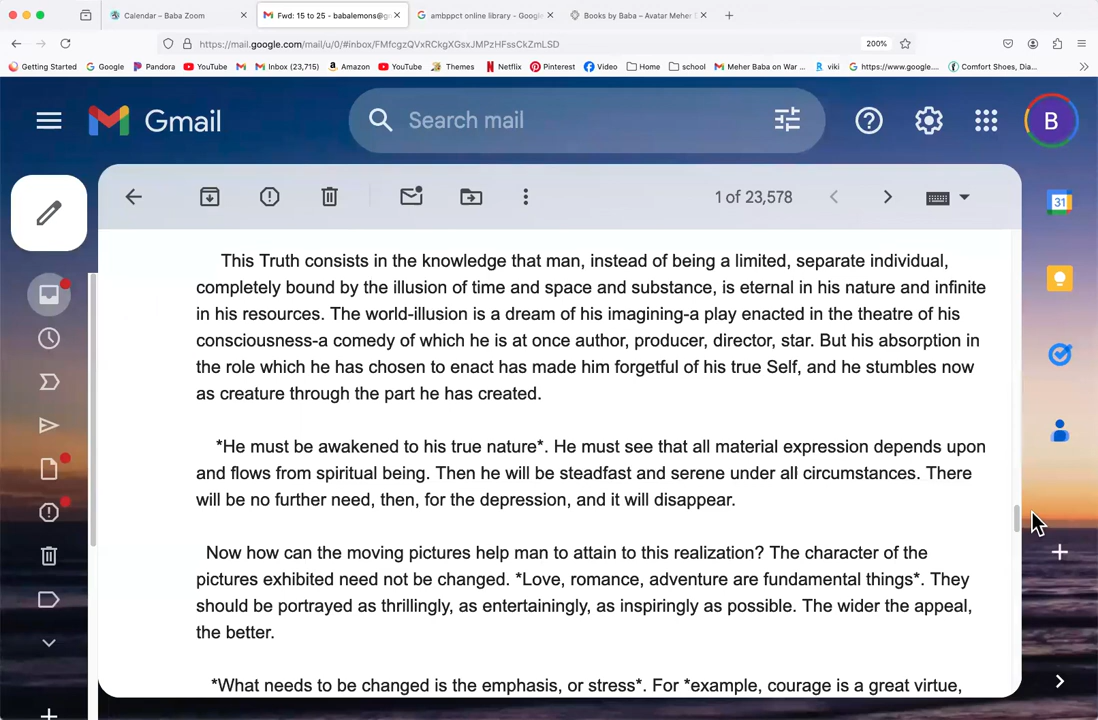 Calendar – Baba Zoom
Fwd: 15 to 25 - babalemons@g
ambppct online library - Google
Books by Baba – Avatar Meher
https://mail.google.com/mail/u/0/#inbox/FMfcgzQVxRCkgXGsxJMPzHFssCkZmLSD
200%
Getting Started
Google
Pandora
YouTube
Inbox (23,715)
Amazon
YouTube
Themes
Netflix
Pinterest
Video
Home
school
Meher Baba on War ...
viki
https://www.google....
Comfort Shoes, Dia...
Gmail
Search mail
B
1 of 23,578
31
This Truth consists in the knowledge that man, instead of being a limited, separate individual,
completely bound by the illusion of time and space and substance, is eternal in his nature and infinite
in his resources. The world-illusion is a dream of his imagining-a play enacted in the theatre of his
consciousness-a comedy of which he is at once author, producer, director, star. But his absorption in
the role which he has chosen to enact has made him forgetful of his true Self, and he stumbles now
as creature through the part he has created.
*He must be awakened to his true nature*. He must see that all material expression depends upon
and flows from spiritual being. Then he will be steadfast and serene under all circumstances. There
will be no further need, then, for the depression, and it will disappear.
Now how can the moving pictures help man to attain to this realization? The character of the
pictures exhibited need not be changed. *Love, romance, adventure are fundamental things*. They
should be portrayed as thrillingly, as entertainingly, as inspiringly as possible. The wider the appeal,
the better.
*What needs to be changed is the emphasis, or stress*. For *example, courage is a great virtue,